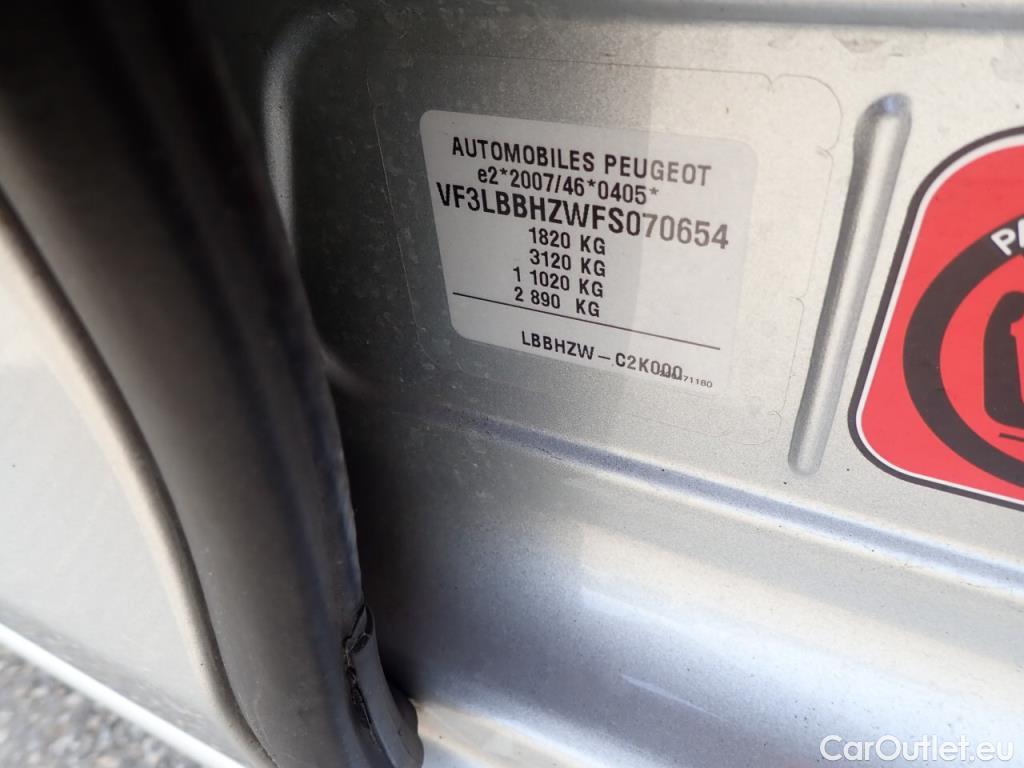 AUTOMOBILES PEUGEOT
e2*2007/46*0405*
VF3LBBHZWFS070654
1820 KG
3120 KG
1 1020 KG
2 890 KG
LBBHZW-C2K000
PA
CarOutlet.eu